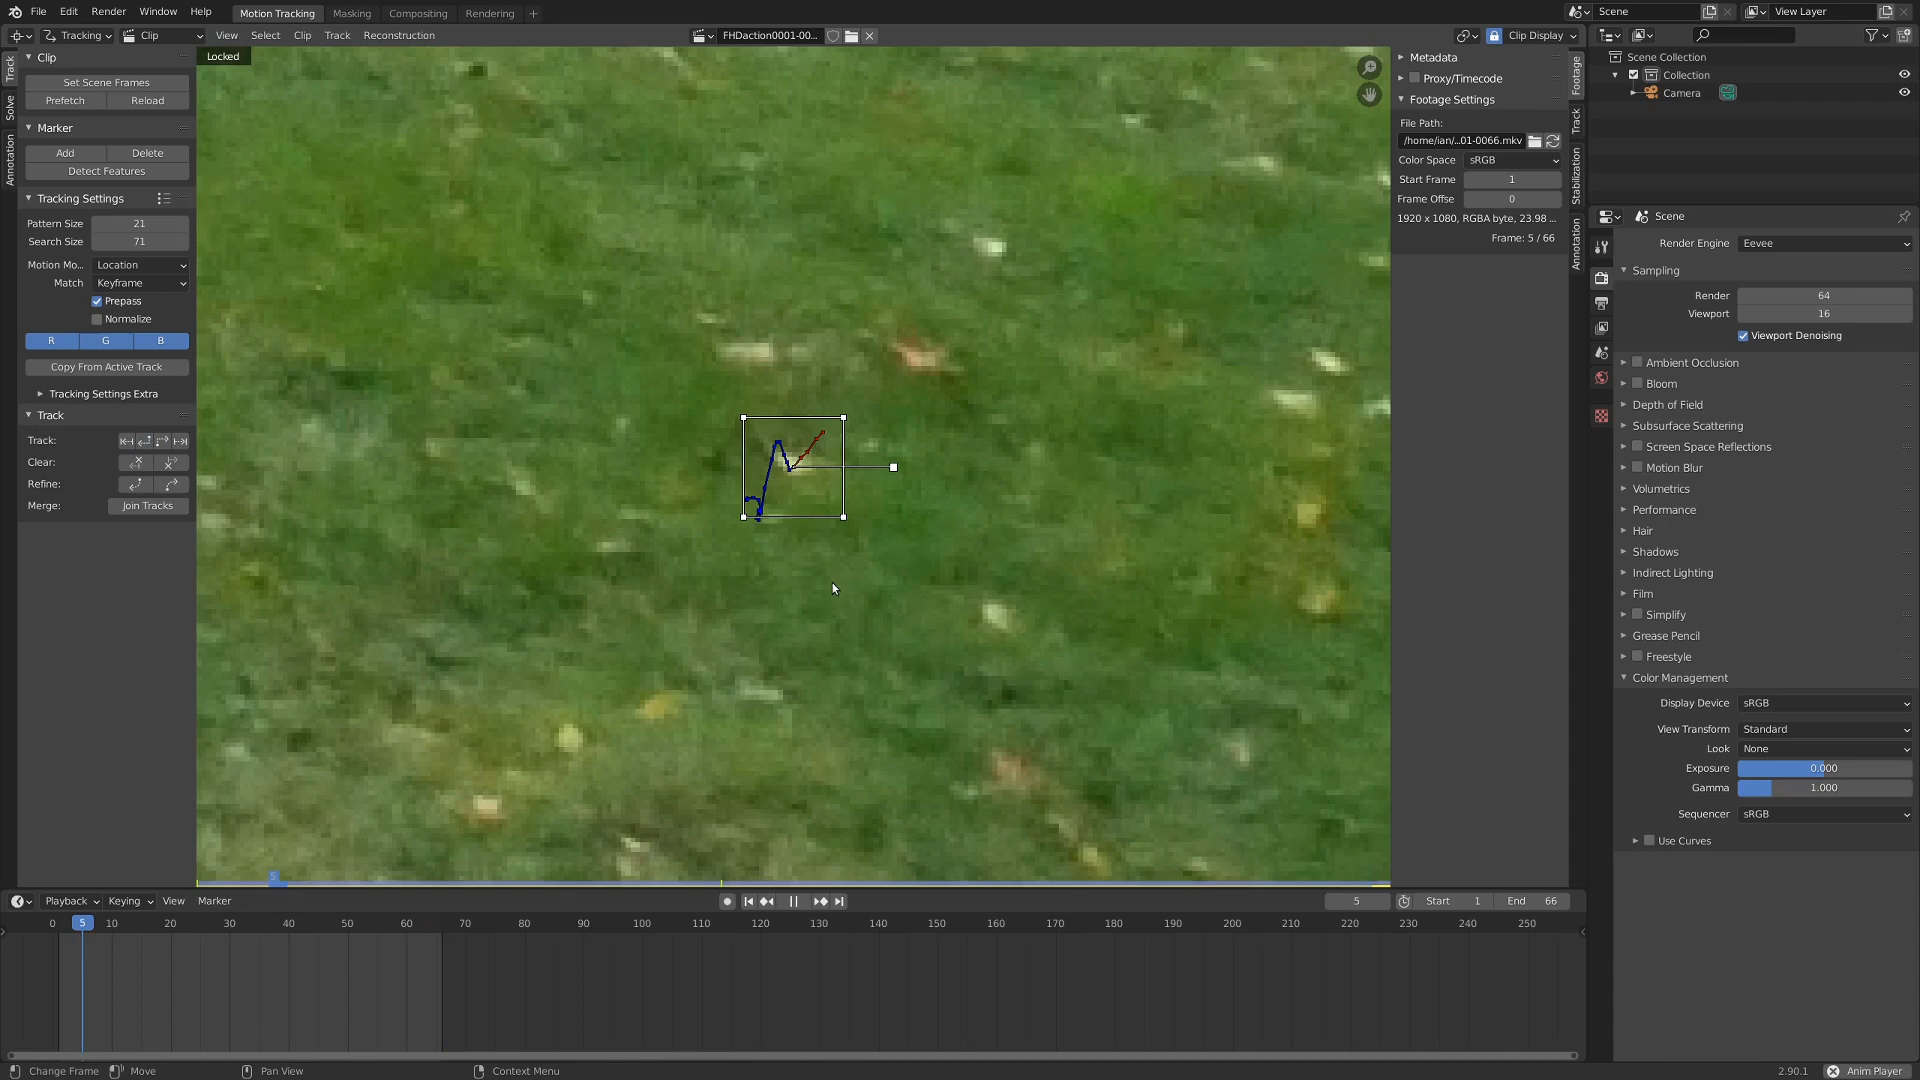 File Edit Render Window Help Motion Tracking Masking Compositing Rendering + Scene View Layer
Tracking Clip View Select Clip Track Reconstruction FHDaction0001-00... Clip Display
Locked
Track
Solve
Annotation
Clip
Set Scene Frames
Prefetch Reload
Marker
Add Delete
Detect Features
Tracking Settings
Pattern Size 21
Search Size 71
Motion Mo... Location
Match Keyframe
Prepass
Normalize
R G B
Copy From Active Track
Tracking Settings Extra
Track
Track:
Clear:
Refine:
Merge: Join Tracks
Metadata
Proxy/Timecode
Footage Settings
File Path:
/home/ian/...01-0066.mkv
Color Space sRGB
Start Frame 1
Frame Offse 0
1920 x 1080, RGBA byte, 23.98 ...
Frame: 5 / 66
Footage
Track
Stabilization
Annotation
Scene Collection
Collection
Camera
Scene
Render Engine Eevee
Sampling
Render 64
Viewport 16
Viewport Denoising
Ambient Occlusion
Bloom
Depth of Field
Subsurface Scattering
Screen Space Reflections
Motion Blur
Volumetrics
Performance
Hair
Shadows
Indirect Lighting
Film
Simplify
Grease Pencil
Freestyle
Color Management
Display Device sRGB
View Transform Standard
Look None
Exposure 0.000
Gamma 1.000
Sequencer sRGB
Use Curves
5
Playback Keying View Marker 5 Start 1 End 66
0 5 10 20 30 40 50 60 70 80 90 100 110 120 130 140 150 160 170 180 190 200 210 220 230 240 250
Change Frame Move Pan View Context Menu 2.90.1 Anim Player